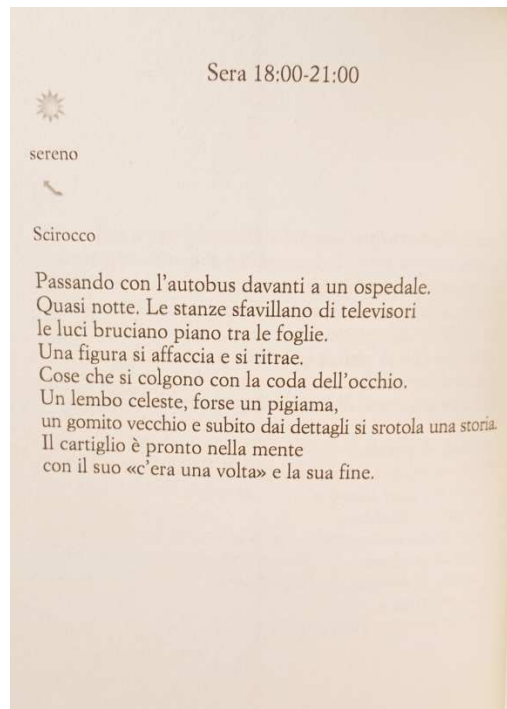 Sera 18:00-21:00
sereno
Scirocco
Passando con l'autobus davanti a un ospedale.
Quasi notte. Le stanze sfavillano di televisori
le luci bruciano piano tra le foglie.
Una figura si affaccia e si ritrae.
Cose che si colgono con la coda dell'occhio.
Un lembo celeste, forse un pigiama,
un gomito vecchio e subito dai dettagli si srotola una storia.
Il cartiglio è pronto nella mente
con il suo «c'era una volta» e la sua fine.